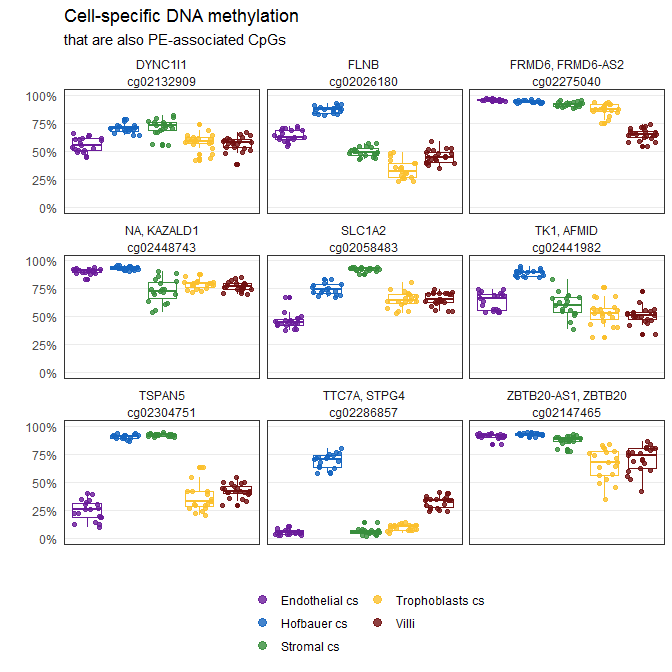 Cell-specific DNA methylation
that are also PE-associated CpGs
DYNC1I1
cg02132909
FLNB
cg02026180
FRMD6, FRMD6-AS2
cg02275040
100%
75%
50%
25%
0%
NA, KAZALD1
cg02448743
SLC1A2
cg02058483
TK1, AFMID
cg02441982
100%
75%
50%
25%
0%
TSPAN5
cg02304751
TTC7A, STPG4
cg02286857
ZBTB20-AS1, ZBTB20
cg02147465
100%
75%
50%
25%
0%
Endothelial cs
Trophoblasts cs
Hofbauer cs
Villi
Stromal cs